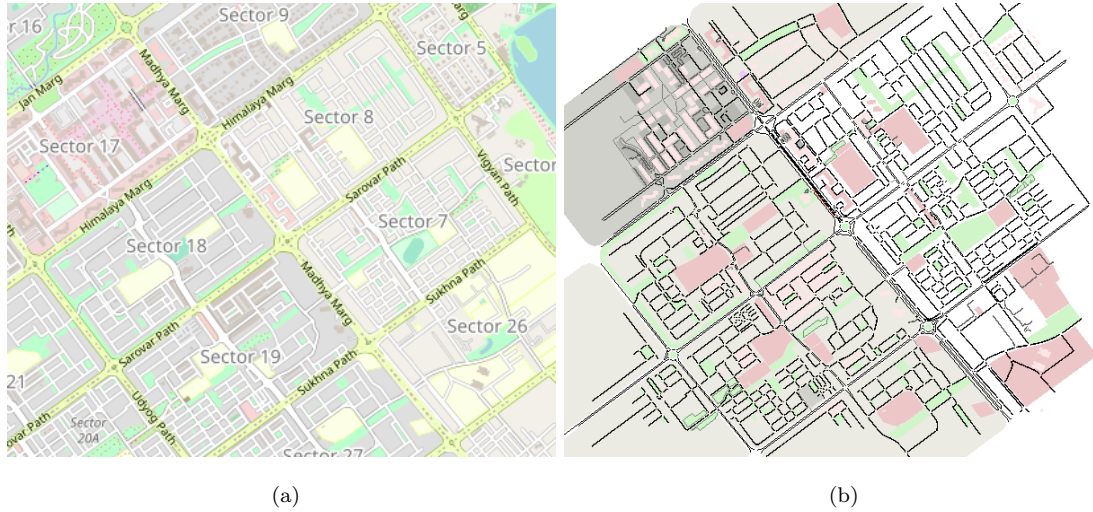 16
Sector 9
Sector 5
Madhya Marg
Jan Marg
Himalaya Marg
Sector 8
Sector 17
Sector
Vigyan Path
Sarovar Path
Himalaya Marg
Sector 7
Sector 18
Madhya Marg
Sukhna Path
Sector 26
Sarovar Path
Sector 19
Sukhna Path
21
Udyog Path
Sector
20A
ovar Path
Sector 27
(a)
(b)